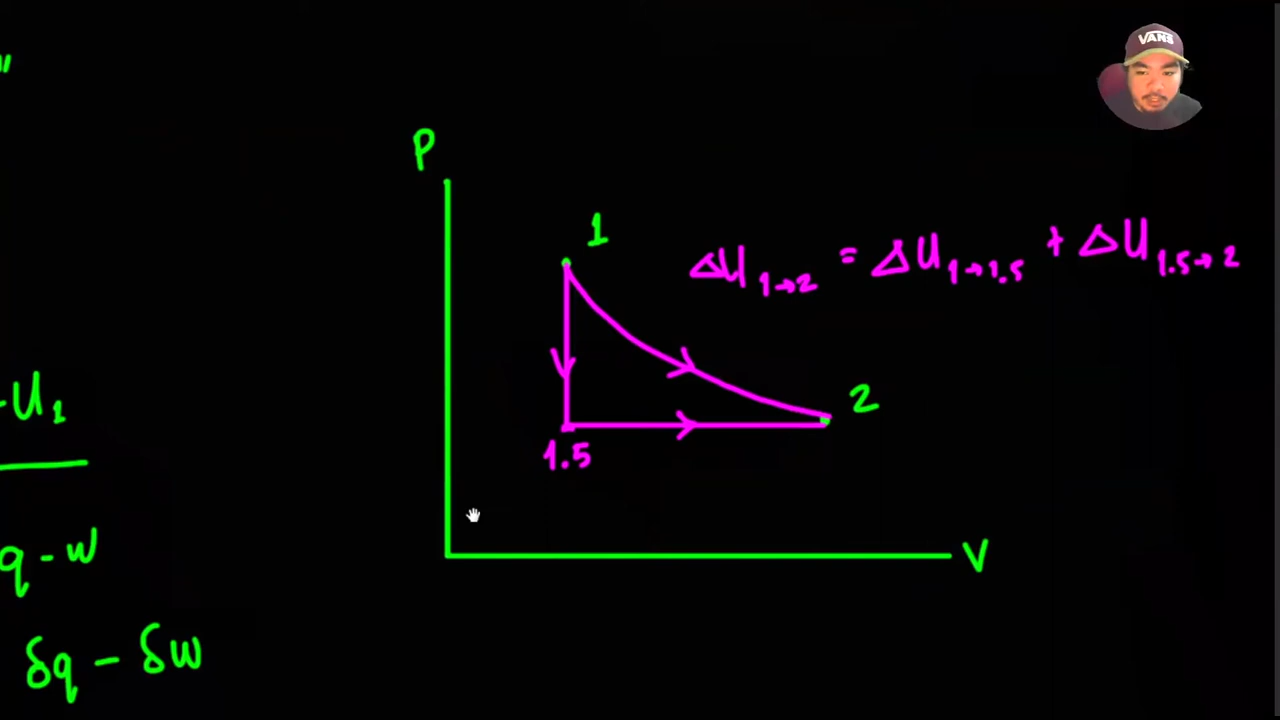 "
VANS
P
1
ΔU₁→₂ = ΔU₁→₁.₅ + ΔU₁.₅→₂
2
-U₁
1.5
q - w
V
δq - δw